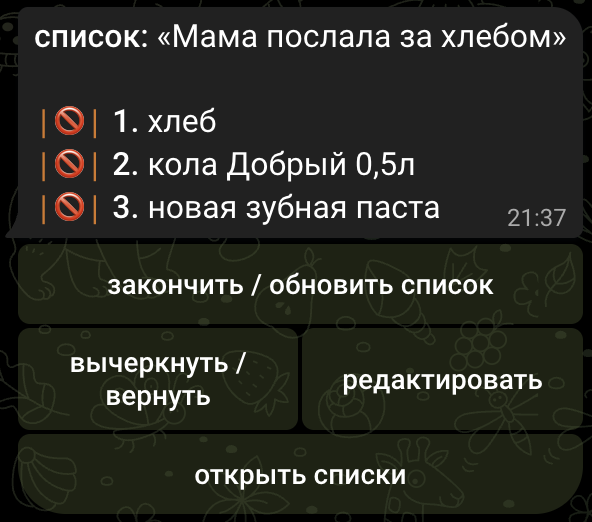 список: «Мама послала за хлебом»
|🚫| 1. хлеб
|🚫| 2. кола Добрый 0,5л
|🚫| 3. новая зубная паста
21:37
закончить / обновить список
вычеркнуть /
вернуть
редактировать
открыть списки